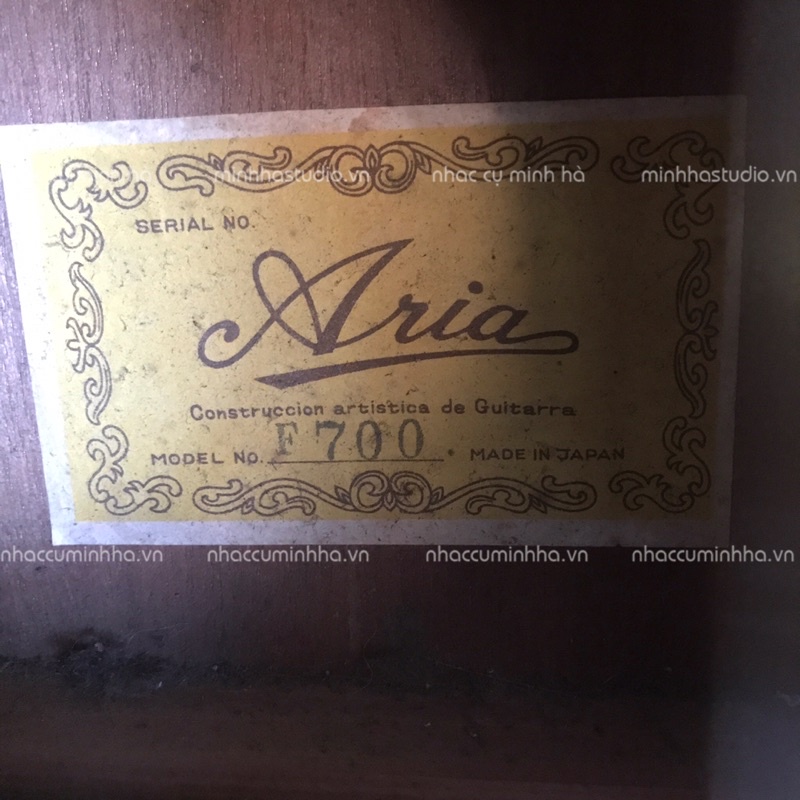 minhhastudio.vn nhạc cụ minh hà minhhastudio.vn
SERIAL NO.
Aria
Construccion artistica de Guitarra
MODEL NO. F700 MADE IN JAPAN
nhaccuminhha.vn nhaccuminhha.vn nhaccuminhha.vn nhaccuminhha.vn